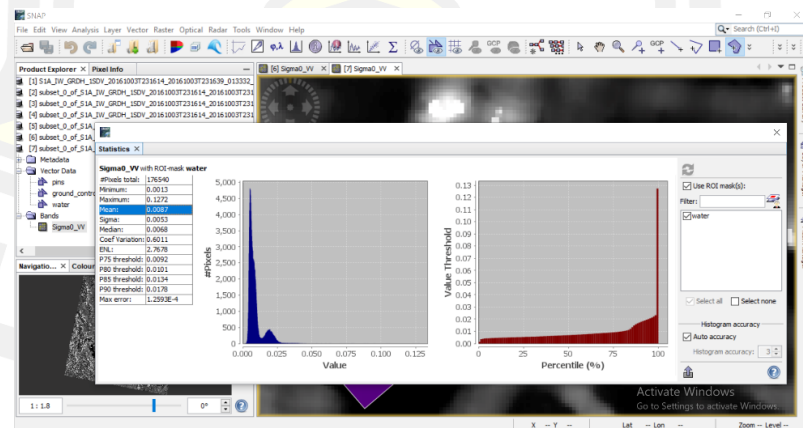 SNAP
File Edit View Analysis Layer Vector Raster Optical Radar Tools Window Help
Search (Ctrl+I)
Product Explorer × Pixel Info
[6] Sigma0_VV × [7] Sigma0_VV ×
[1] S1A_IW_GRDH_1SDV_20161003T231614_20161003T231639_013332_
[2] subset_0_of_S1A_IW_GRDH_1SDV_20161003T231614_20161003T231
[3] subset_0_of_S1A_IW_GRDH_1SDV_20161003T231614_20161003T231
[4] subset_0_of_S1A_IW_GRDH_1SDV_20161003T231614_20161003T231
[5] subset_0_of_S1A_
[6] subset_0_of_S1A_
[7] subset_0_of_S1A_
Metadata
Vector Data
pins
ground_contro
water
Bands
Sigma0_VV
Navigatio... × Colour
1 : 1.8
0°
Statistics ×
Sigma0_VV with ROI-mask water
#Pixels total: 176540
Minimum: 0.0013
Maximum: 0.1272
Mean: 0.0087
Sigma: 0.0053
Median: 0.0068
Coef Variation: 0.6011
ENL: 2.7678
P75 threshold: 0.0092
P80 threshold: 0.0101
P85 threshold: 0.0134
P90 threshold: 0.0178
Max error: 1.2593E-4
#Pixels
5,000
4,500
4,000
3,500
3,000
2,500
2,000
1,500
1,000
500
0
0.000 0.025 0.050 0.075 0.100 0.125
Value
Value Threshold
0.13
0.12
0.11
0.10
0.09
0.08
0.07
0.06
0.05
0.04
0.03
0.02
0.01
0.00
0 25 50 75 100
Percentile (%)
Use ROI mask(s):
Filter:
water
Select all Select none
Histogram accuracy
Auto accuracy
Histogram accuracy: 3
Activate Windows
Go to Settings to activate Windows.
X -- Y -- Lat -- Lon -- Zoom -- Level --